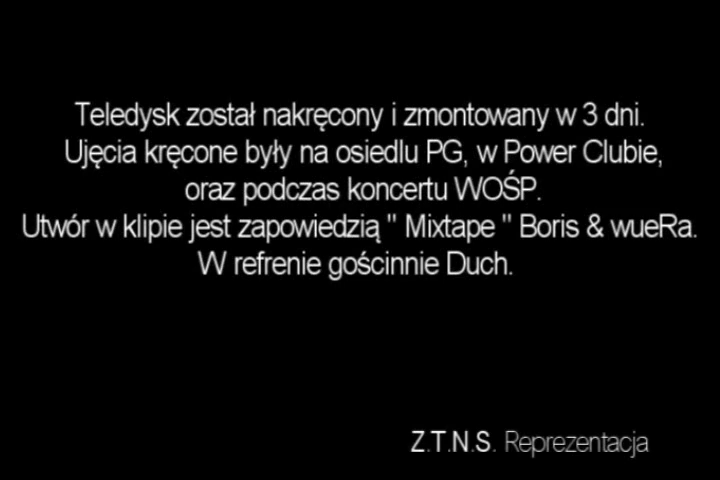 Teledysk został nakręcony i zmontowany w 3 dni.
Ujęcia kręcone były na osiedlu PG, w Power Clubie,
oraz podczas koncertu WOŚP.
Utwór w klipie jest zapowiedzią " Mixtape " Boris & wueRa.
W refrenie gościnnie Duch.
Z.T.N.S. Reprezentacja